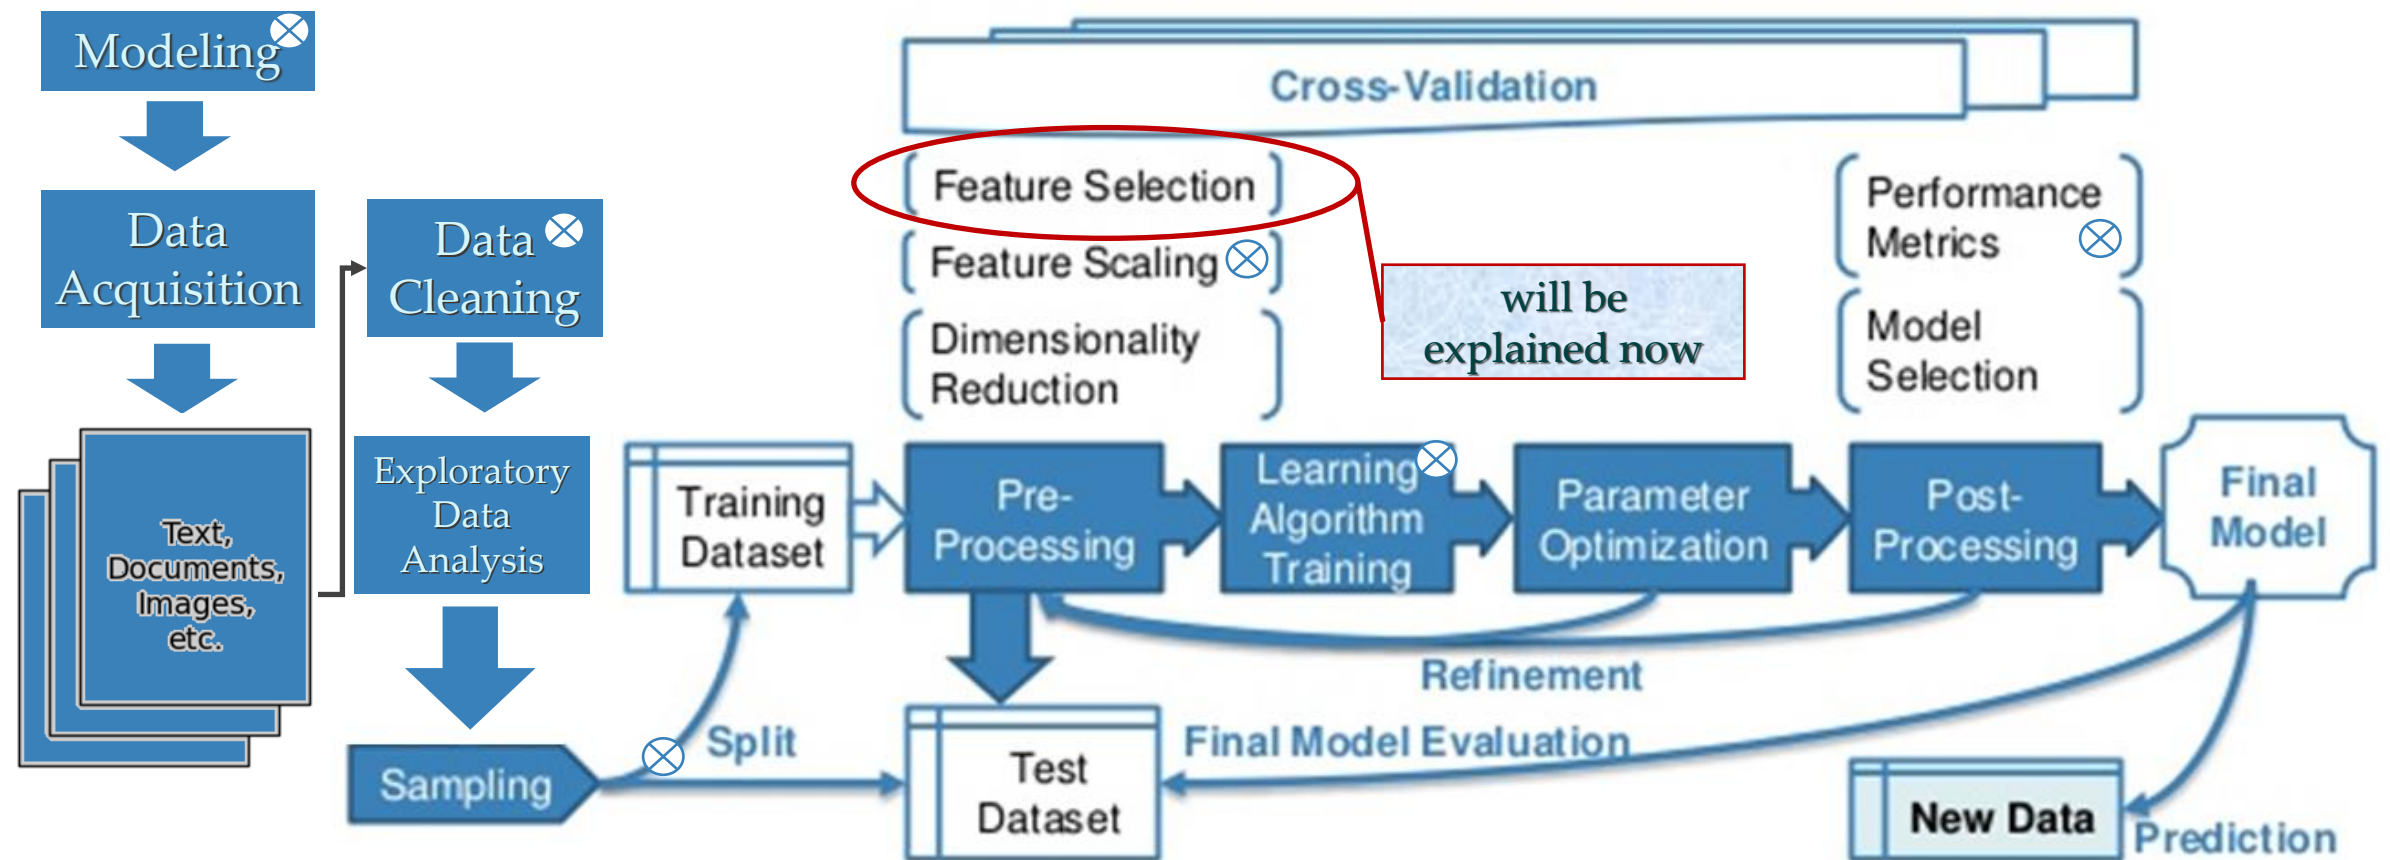 Modeling
Data
Acquisition
Text,
Documents,
Images,
etc.
Data
Cleaning
Exploratory
Data
Analysis
Sampling
Split
Training
Dataset
Cross-Validation
Feature Selection
Feature Scaling
Dimensionality
Reduction
will be
explained now
Performance
Metrics
Model
Selection
Pre-
Processing
Learning
Algorithm
Training
Parameter
Optimization
Post-
Processing
Final
Model
Refinement
Test
Dataset
Final Model Evaluation
New Data
Prediction